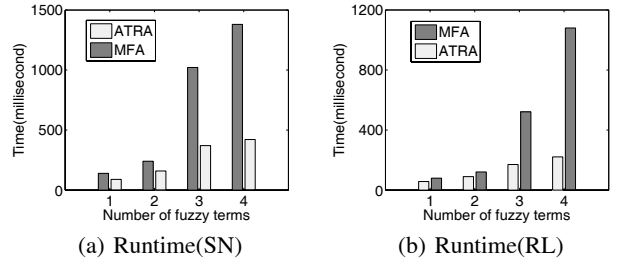 1500
1000
500
0
Time(millisecond)
ATRA
MFA
1 2 3 4
Number of fuzzy terms
(a) Runtime(SN)
1200
800
400
0
Time(millisecond)
MFA
ATRA
1 2 3 4
Number of fuzzy terms
(b) Runtime(RL)